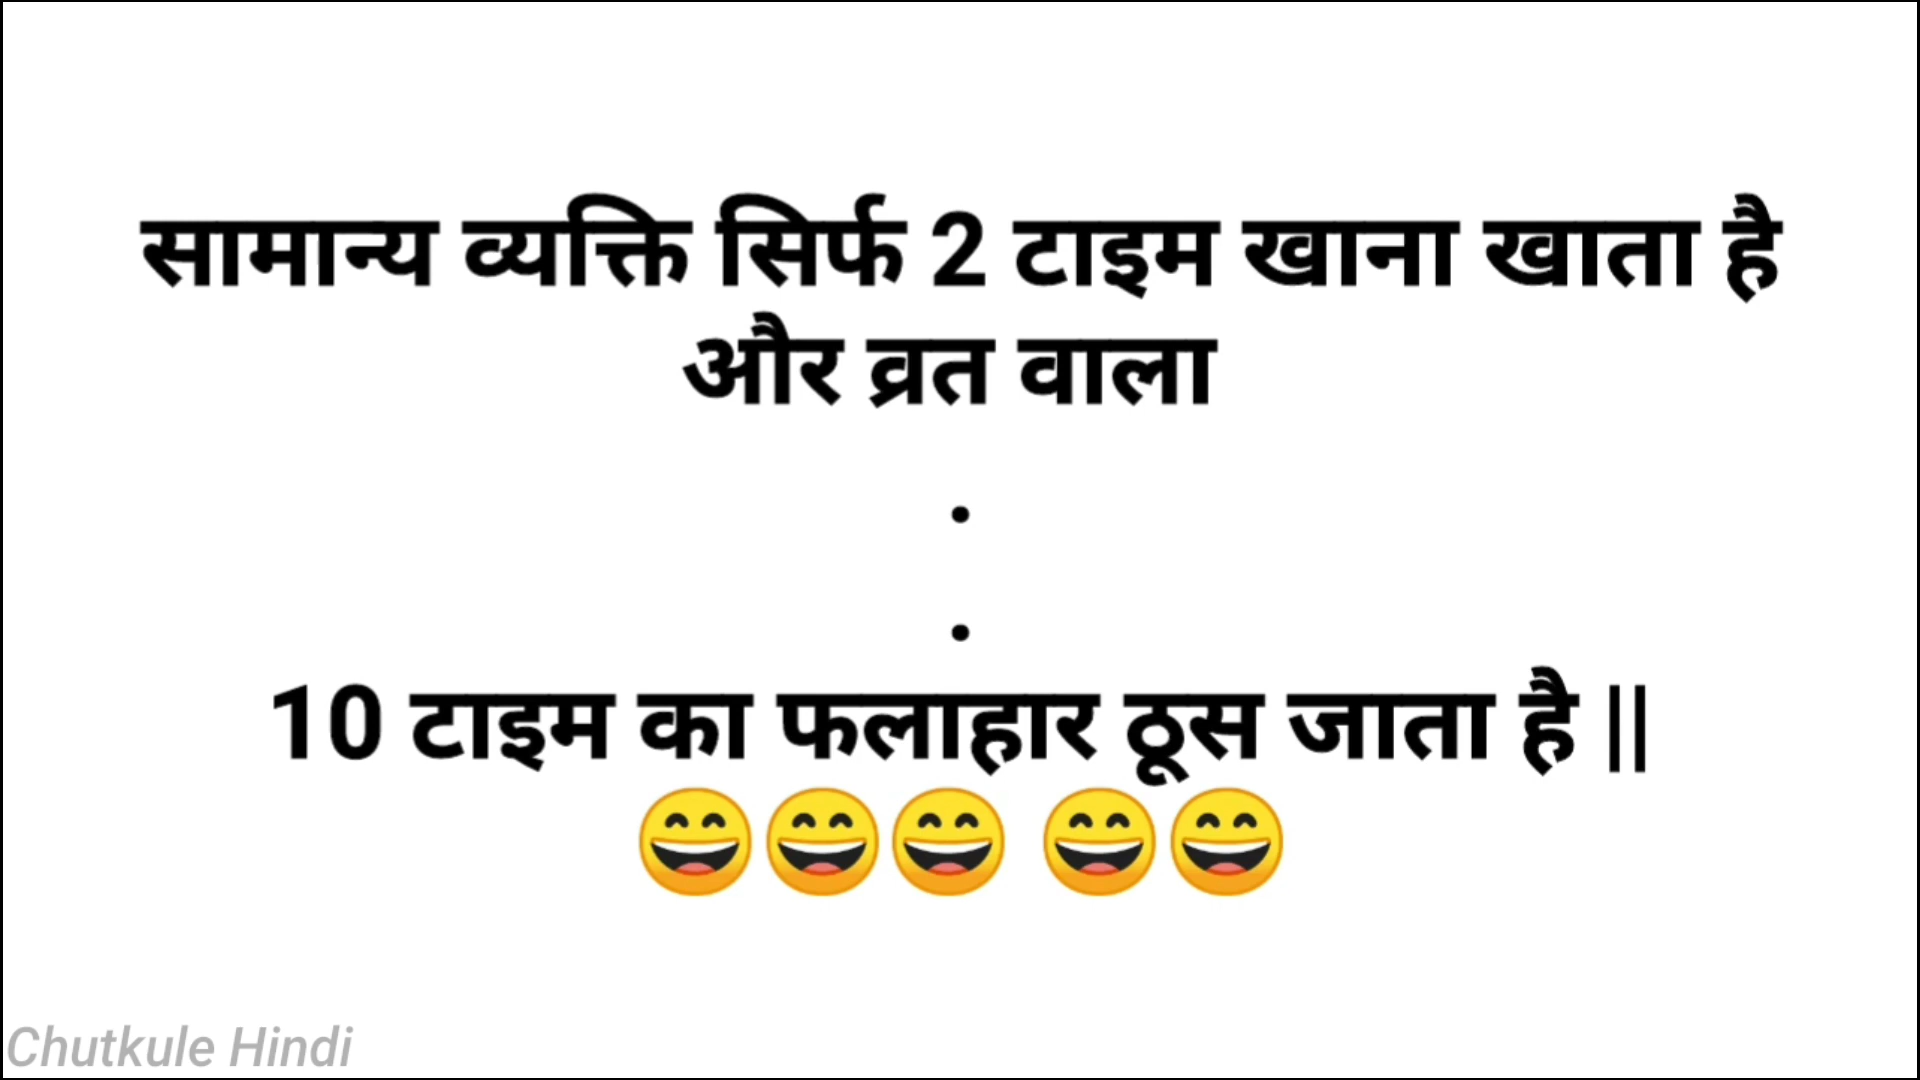 सामान्य व्यक्ति सिर्फ 2 टाइम खाना खाता है
और व्रत वाला
.
.
10 टाइम का फलाहार ठूस जाता है ||
😄😄😄 😄😄
Chutkule Hindi